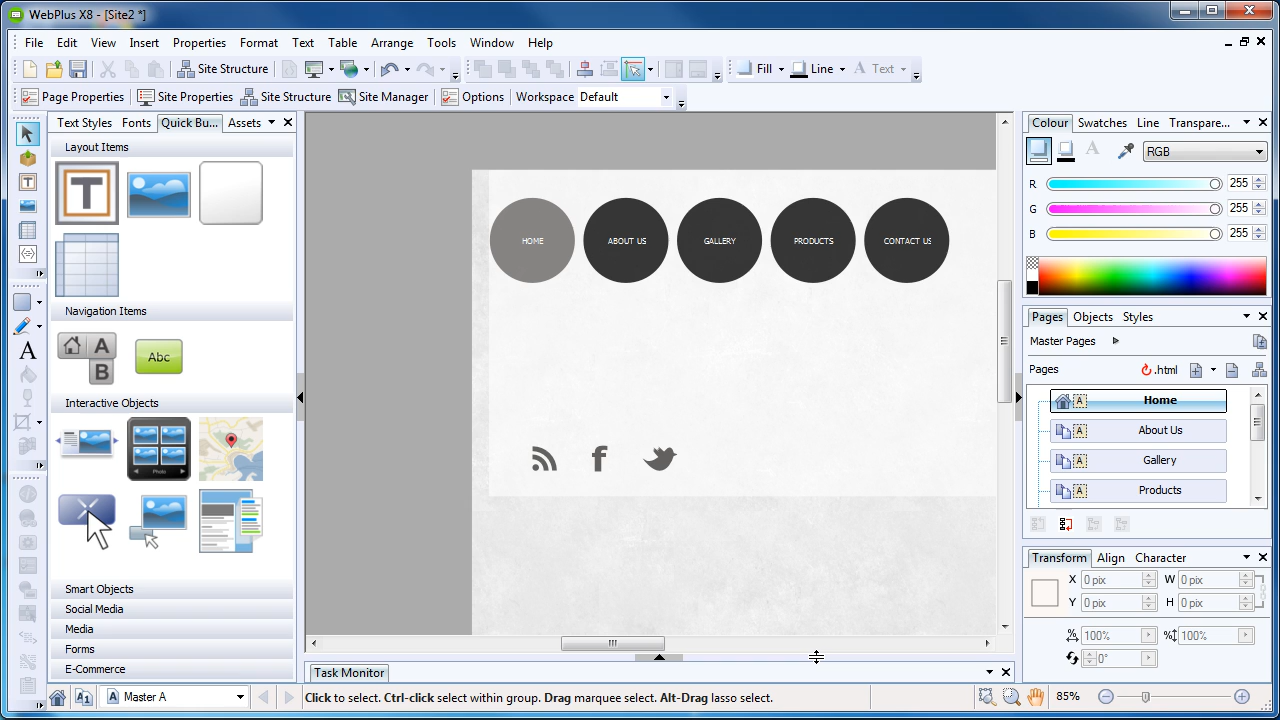 WebPlus X8 - [Site2 *]
File Edit View Insert Properties Format Text Table Arrange Tools Window Help
Site Structure Fill Line Text
Page Properties Site Properties Site Structure Site Manager Options Workspace Default
Text Styles Fonts Quick Bu... Assets
Layout Items
T
Navigation Items
A
B
Abc
Interactive Objects
Photo
Smart Objects
Social Media
Media
Forms
E-Commerce
HOME ABOUT US GALLERY PRODUCTS CONTACT US
Task Monitor
Colour Swatches Line Transpare...
RGB
R 255
G 255
B 255
Pages Objects Styles
Master Pages
Pages .html
A Home
A About Us
A Gallery
A Products
Transform Align Character
X 0 pix W 0 pix
Y 0 pix H 0 pix
% 100% % 100%
0°
A1 A Master A Click to select. Ctrl-click select within group. Drag marquee select. Alt-Drag lasso select. 85%